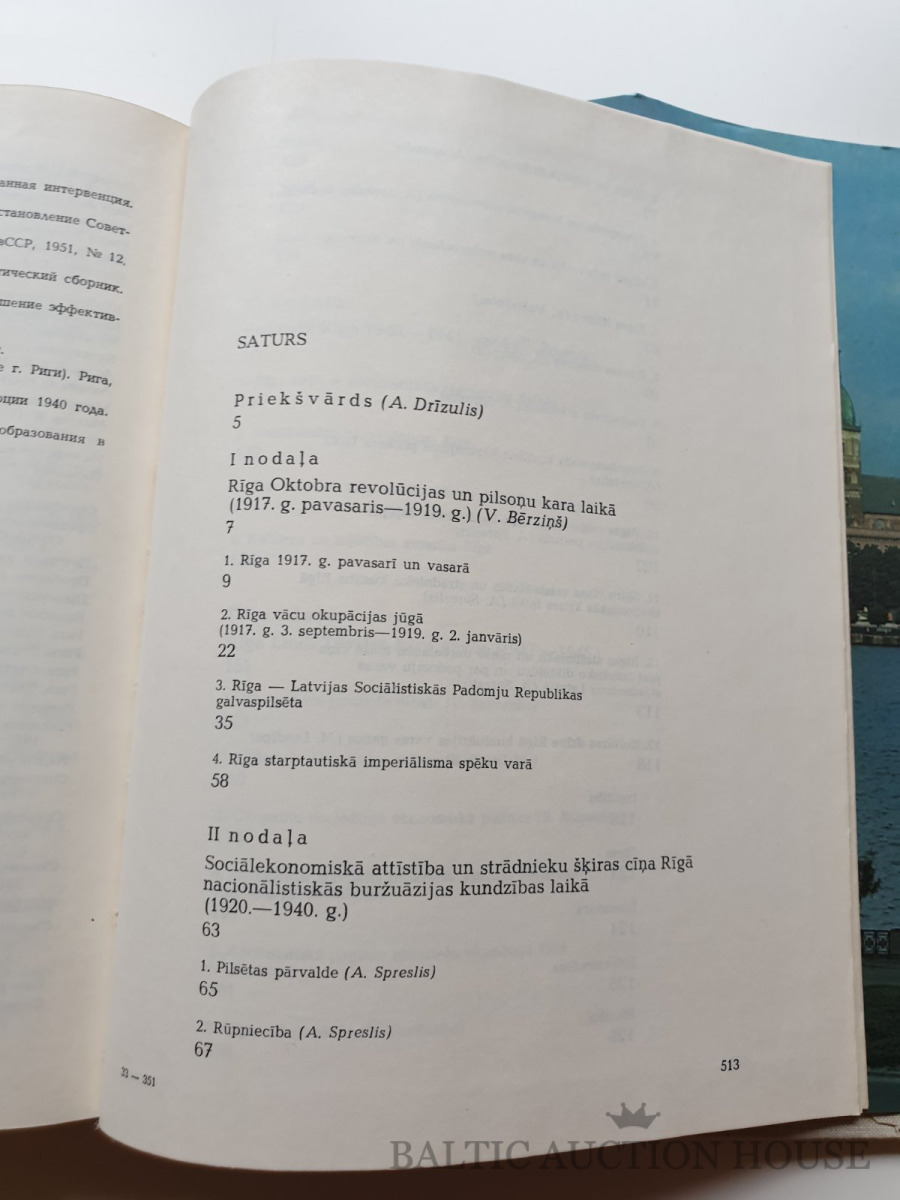 анная интервенция.
становление Совет-
вССР, 1951, № 12.
тический сборник.
шение эффектив-
е г. Риги). Рига,
юции 1940 года.
образования в
SATURS
Priekšvārds (A. Drīzulis)
5
I nodaļa
Rīga Oktobra revolūcijas un pilsoņu kara laikā
(1917. g. pavasaris—1919. g.) (V. Bērziņš)
7
1. Rīga 1917. g. pavasarī un vasarā
9
2. Rīga vācu okupācijas jūgā
(1917. g. 3. septembris—1919. g. 2. janvāris)
22
3. Rīga — Latvijas Sociālistiskās Padomju Republikas
galvaspilsēta
35
4. Rīga starptautiskā imperiālisma spēku varā
58
II nodaļa
Sociālekonomiskā attīstība un strādnieku šķiras cīņa Rīgā
nacionālistiskās buržuāzijas kundzības laikā
(1920.—1940. g.)
63
1. Pilsētas pārvalde (A. Spreslis)
65
2. Rūpniecība (A. Spreslis)
67
33 — 351
513
BALTIC AUCTION HOUSE